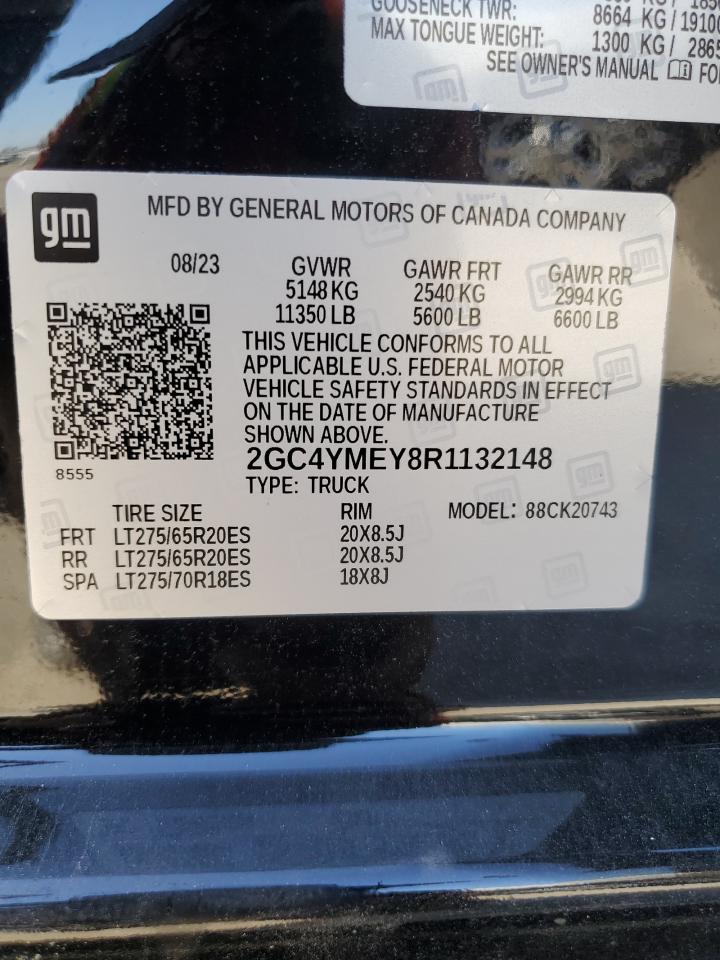 GOOSENECK TWR: 8664 KG / 1910
MAX TONGUE WEIGHT: 1300 KG / 2865
SEE OWNER'S MANUAL FO
gm
MFD BY GENERAL MOTORS OF CANADA COMPANY
08/23 GVWR GAWR FRT GAWR RR
5148 KG 2540 KG 2994 KG
11350 LB 5600 LB 6600 LB
THIS VEHICLE CONFORMS TO ALL
APPLICABLE U.S. FEDERAL MOTOR
VEHICLE SAFETY STANDARDS IN EFFECT
ON THE DATE OF MANUFACTURE
SHOWN ABOVE.
8555
2GC4YMEY8R1132148
TYPE: TRUCK
TIRE SIZE RIM MODEL: 88CK20743
FRT LT275/65R20ES 20X8.5J
RR LT275/65R20ES 20X8.5J
SPA LT275/70R18ES 18X8J